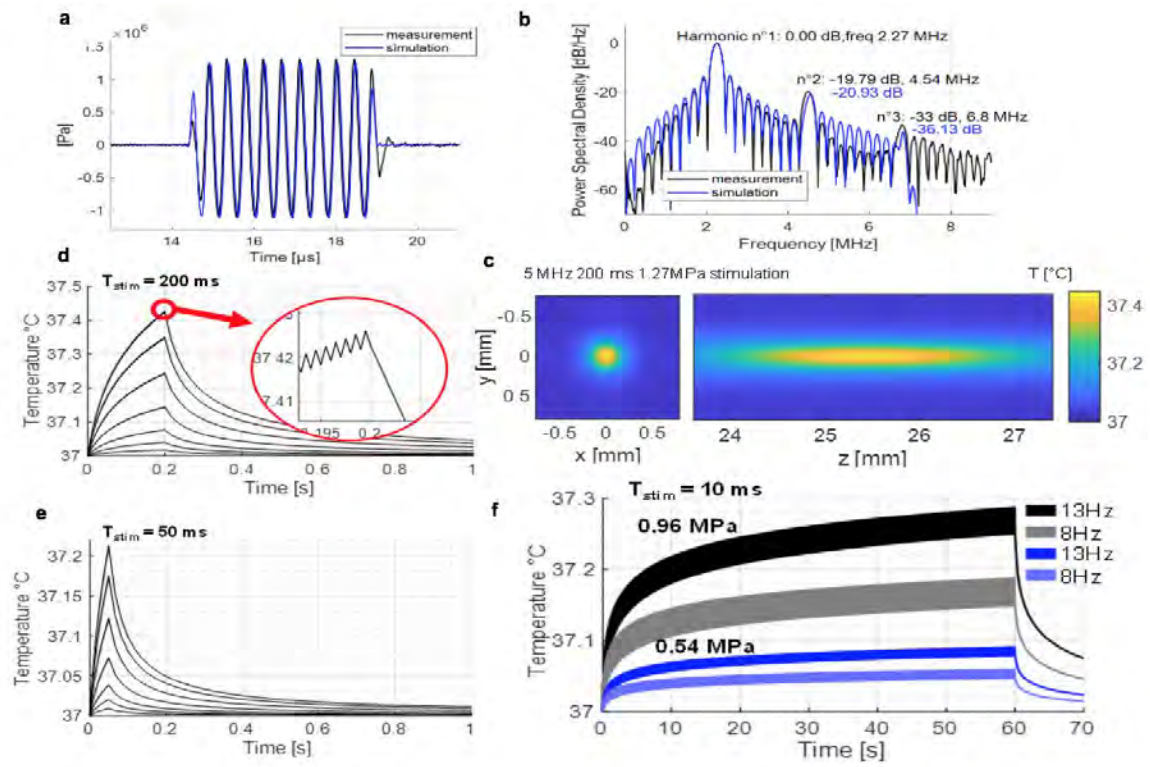 a
×10⁶
1.5
1
0.5
0
-0.5
-1
[Pa]
14 16 18 20
Time [µs]
measurement
simulation
b
Harmonic n°1: 0.00 dB,freq 2.27 MHz
n°2: -19.79 dB, 4.54 MHz
-20.93 dB
n°3: -33 dB, 6.8 MHz
-36.13 dB
0
-20
-40
-60
Power Spectral Density [dB/Hz]
measurement
simulation
0 2 4 6 8
Frequency [MHz]
d
T stim = 200 ms
37.5
37.4
37.3
37.2
37.1
37
Temperature °C
37.42
37.41
0 0.2 0.4 0.6 0.8 1
Time [s]
c
5 MHz 200 ms 1.27MPa stimulation
T [°C]
-0.5
0
0.5
y [mm]
-0.5 0 0.5
x [mm]
24 25 26 27
z [mm]
37.4
37.2
37
e
T stim = 50 ms
37.2
37.15
37.1
37.05
37
Temperature °C
0 0.2 0.4 0.6 0.8 1
Time [s]
f
T stim = 10 ms
0.96 MPa
0.54 MPa
13Hz
8Hz
13Hz
8Hz
37.3
37.2
37.1
37
Temperature °C
0 10 20 30 40 50 60 70
Time [s]